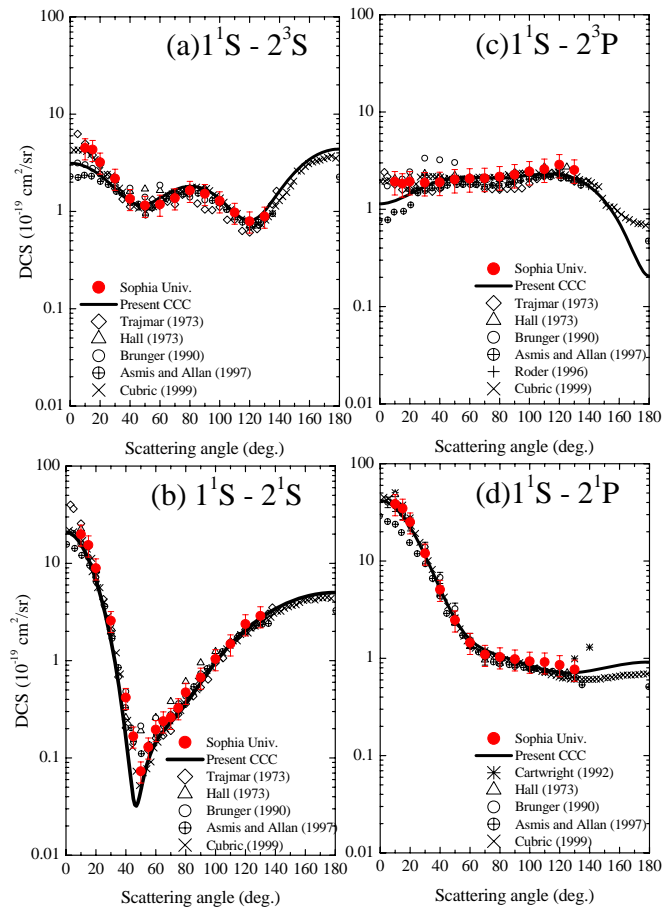 (a)1¹S - 2³S
100
10
1
0.1
0.01
DCS (10⁻¹⁹ cm²/sr)
Sophia Univ.
Present CCC
Trajmar (1973)
Hall (1973)
Brunger (1990)
Asmis and Allan (1997)
Cubric (1999)
0 20 40 60 80 100 120 140 160 180
Scattering angle (deg.)
(c)1¹S - 2³P
100
10
1
0.1
0.01
Sophia Univ.
Present CCC
Trajmar (1973)
Hall (1973)
Brunger (1990)
Asmis and Allan (1997)
Roder (1996)
Cubric (1999)
0 20 40 60 80 100 120 140 160 180
Scattering angle (deg.)
(b) 1¹S - 2¹S
100
10
1
0.1
0.01
DCS (10⁻¹⁹ cm²/sr)
Sophia Univ.
Present CCC
Trajmar (1973)
Hall (1973)
Brunger (1990)
Asmis and Allan (1997)
Cubric (1999)
0 20 40 60 80 100 120 140 160 180
Scattering angle (deg.)
(d)1¹S - 2¹P
100
10
1
0.1
0.01
Sophia Univ.
Present CCC
Cartwright (1992)
Hall (1973)
Brunger (1990)
Asmis and Allan (1997)
Cubric (1999)
0 20 40 60 80 100 120 140 160 180
Scattering angle (deg.)